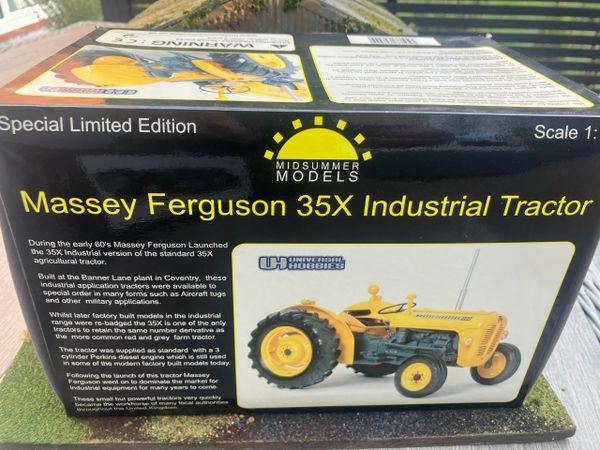 WARNING: CE
Special Limited Edition
MIDSUMMER
MODELS
Scale 1:
Massey Ferguson 35X Industrial Tractor
During the early 60's Massey Ferguson Launched
the 35X Industrial version of the standard 35X
agricultural tractor.
Built at the Banner Lane plant in Coventry, these
industrial application tractors were available to
special order in many forms such as Aircraft tugs
and other military applications.
Whilst later factory built models in the industrial
range were re-badged the 35X is one of the only
tractors to retain the same number derivative as
the more common red and grey farm tractor.
The tractor was supplied as standard with a 3
cylinder Perkins diesel engine which is still used
in some of the modern factory built models today.
Following the launch of this tractor Massey
Ferguson went on to dominate the market for
industrial equipment for many years to come.
These small but powerful tractors very quickly
became the workhorse of many local authorities
throughout the United Kingdom.
UH UNIVERSAL
HOBBIES